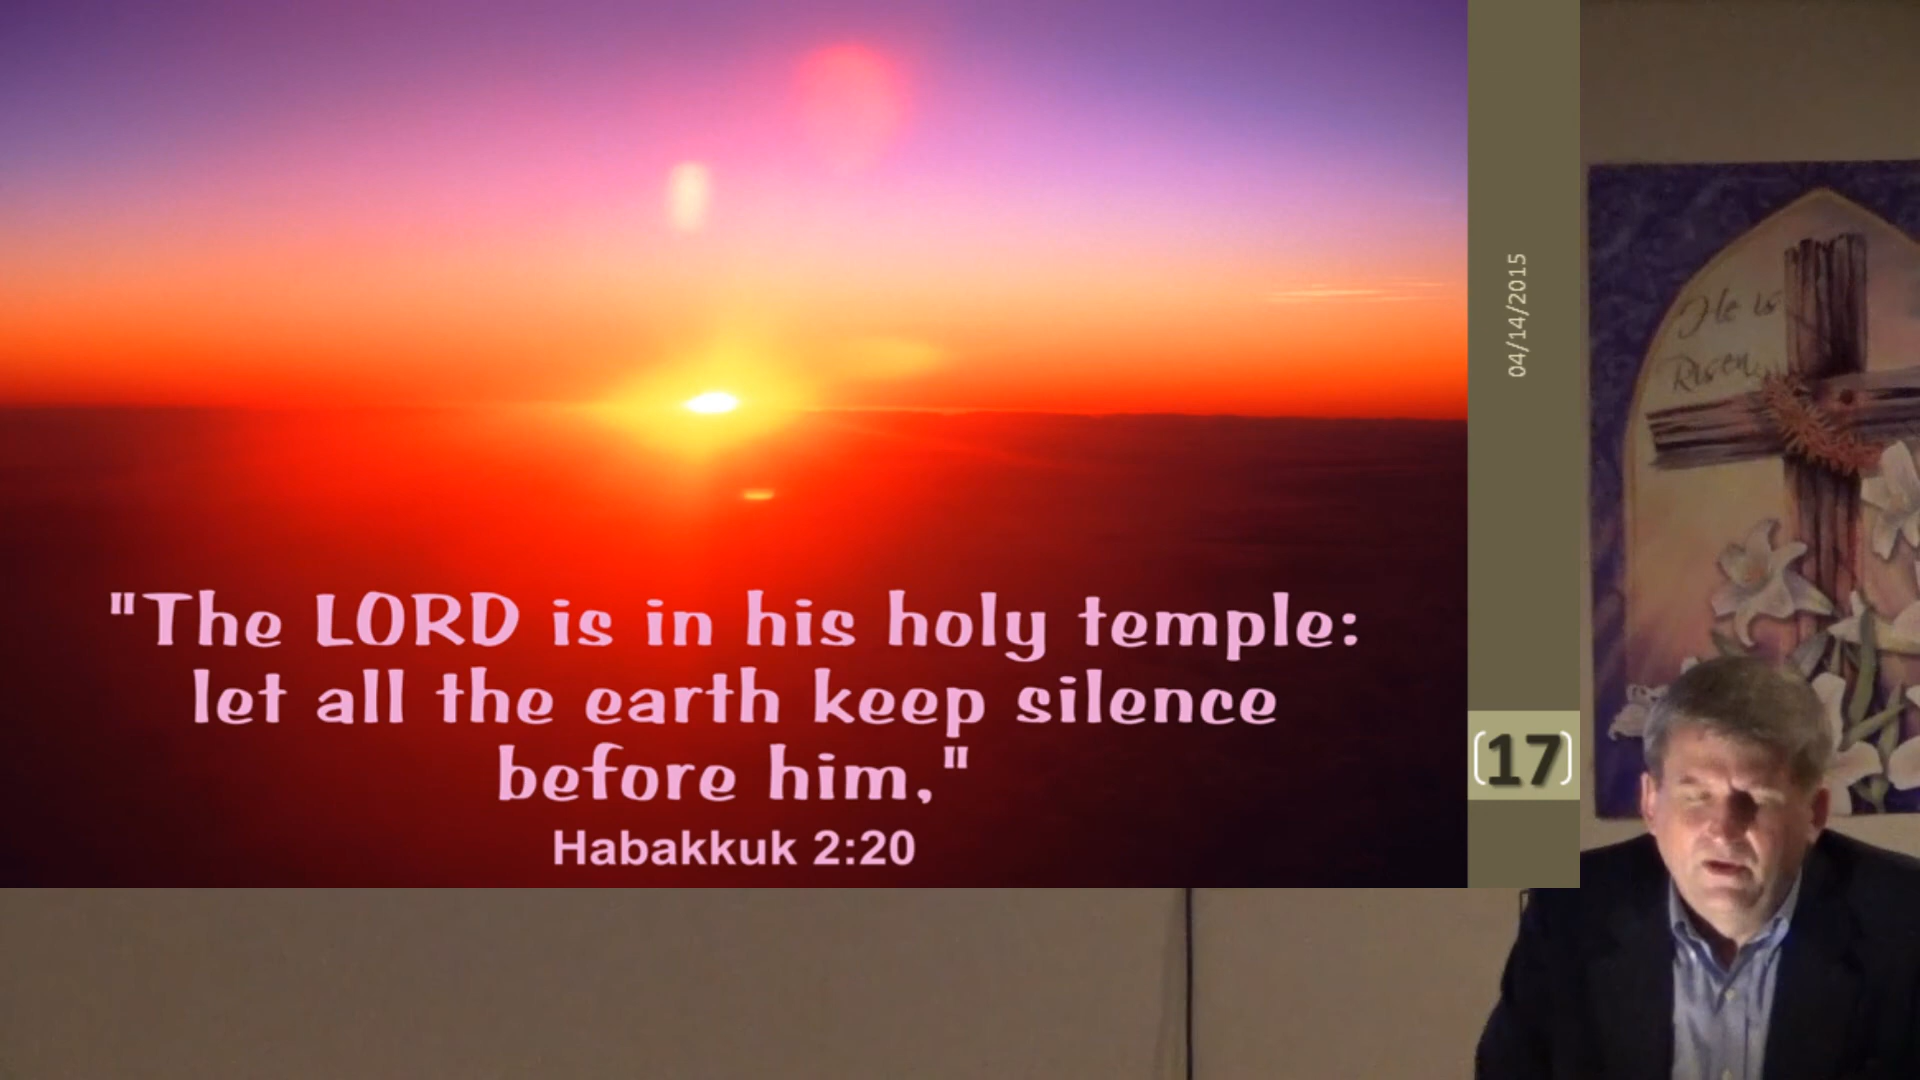 "The LORD is in his holy temple:
let all the earth keep silence
before him,"
Habakkuk 2:20
04/14/2015
17
He is
Risen...